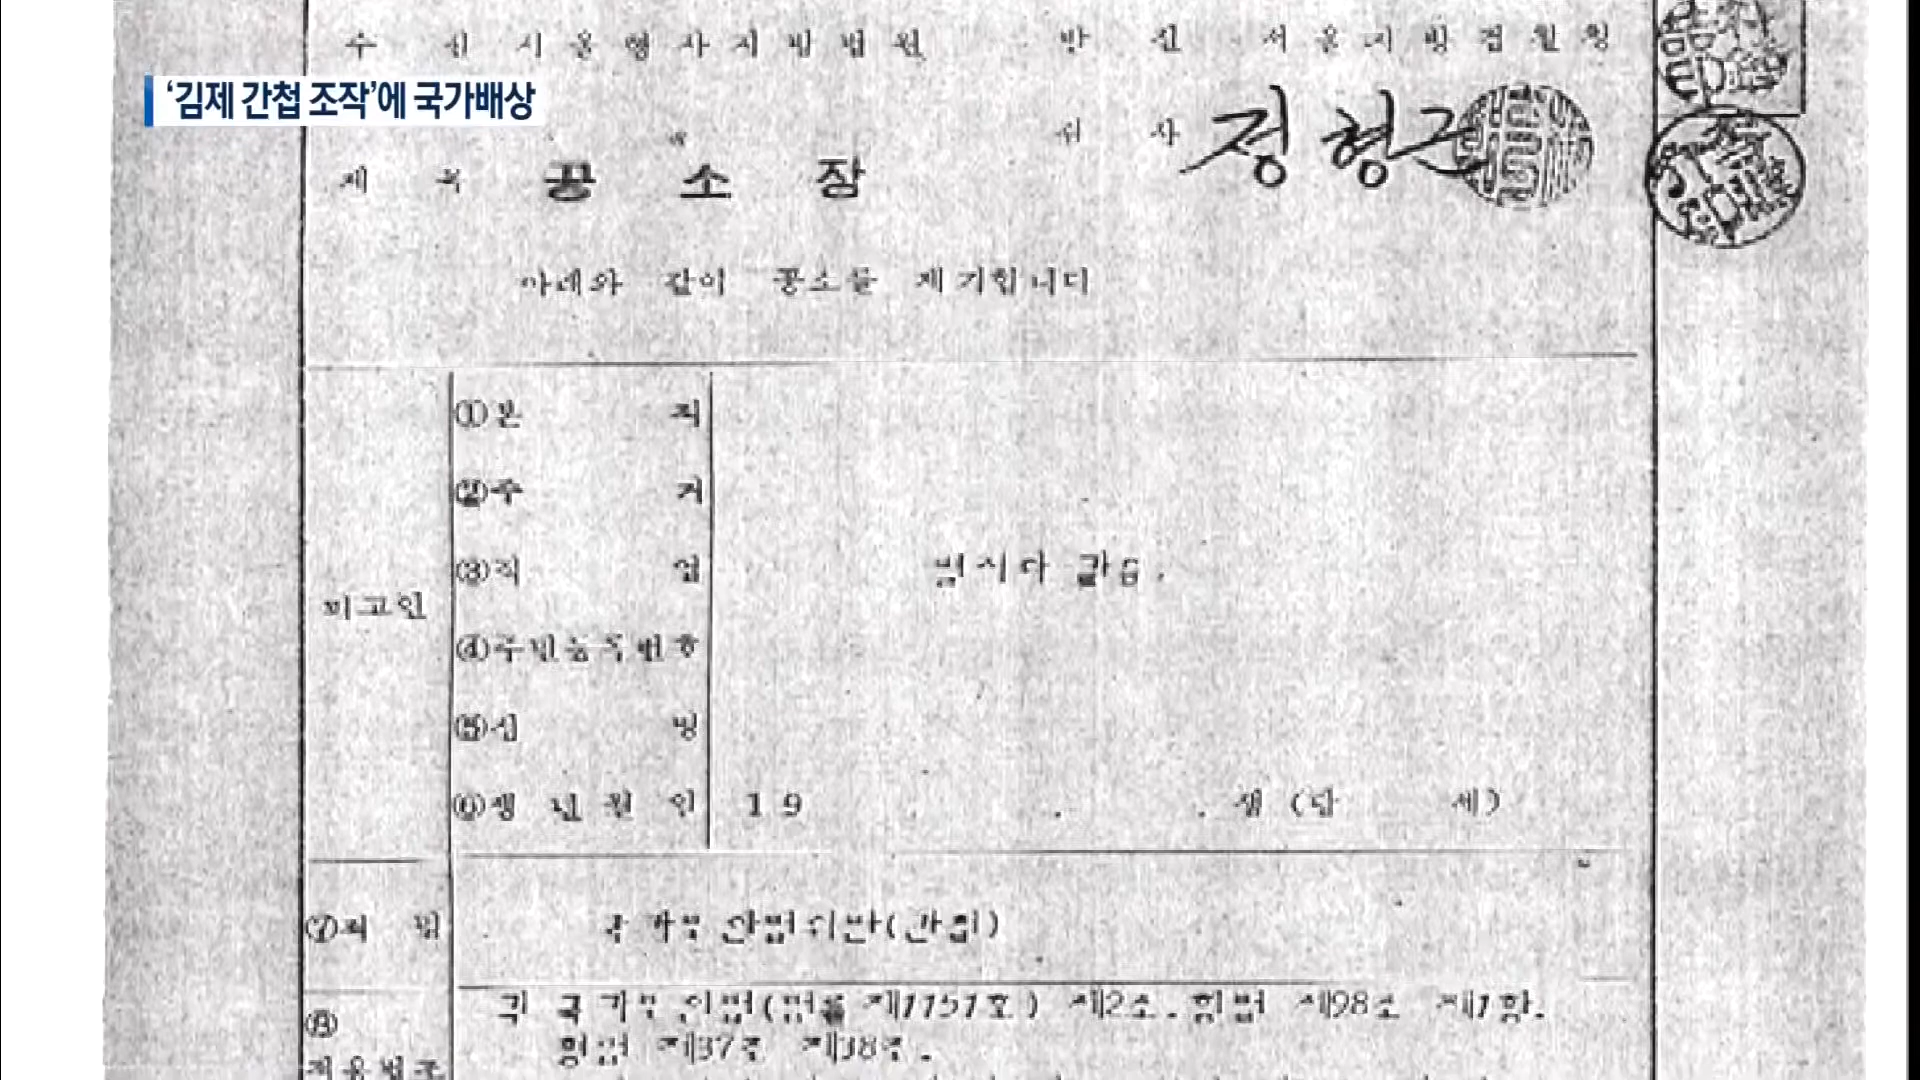 수 신 서울형사지방법원 발 신 서울지방검찰청
‘김제 간첩 조작’에 국가배상
검 사 정형근
제 목 공 소 장
아래와 같이 공소를 제기합니다
피고인
①본 적
②주 거
③직 업
별지와 같음.
④주민등록번호
⑤성 명
⑥생 년 월 일 19 . . .생 (만 세)
⑦죄 명 국가보안법위반(간첩)
⑧ 각 국가보안법(법률 제1151호) 제2조. 형법 제98조 제1항.
형법 제37조 제38조.
적용법조